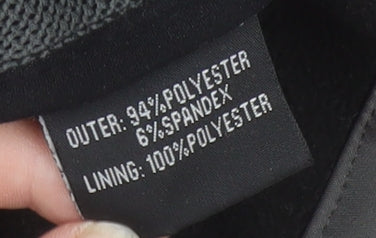 OUTER: 94%POLYESTER
6%SPANDEX
LINING: 100%POLYESTER